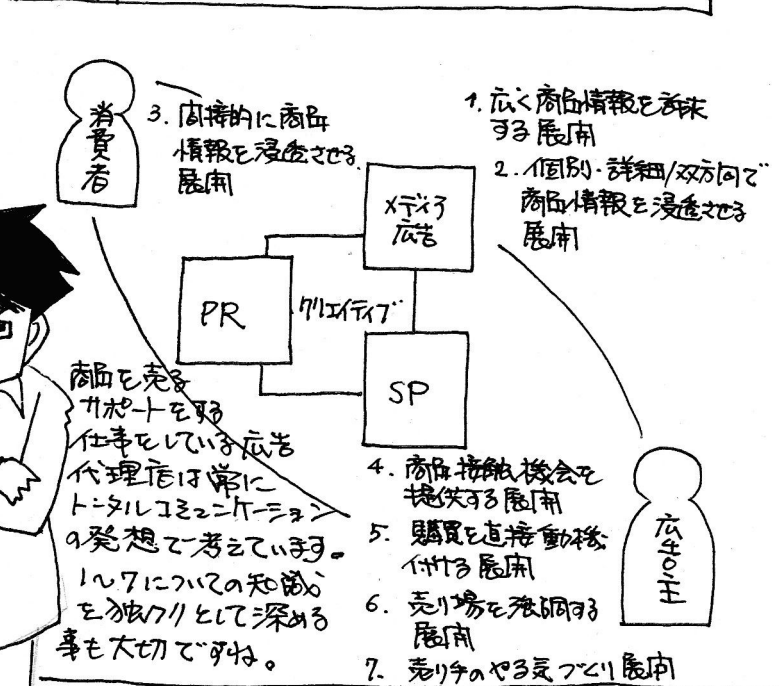 消費者
3. 間接的に商品
情報を浸透させる
展開
1. 広く商品情報を訴求
する展開
2. 個別・詳細/双方向で
商品情報を浸透させる
展開
メディア
広告
PR
クリエイティブ
SP
商品を売る
サポートをする
仕事をしている広告
代理店は常に
トータルコミュニケーション
の発想で考えています。
1〜7についての知識
を独クリとして深める
事も大切ですね。
4. 商品接触機会を
提供する展開
5. 購買を直接動機
付ける展開
6. 売り場を強調する
展開
7. 売り手のやる気づくり展開
広告主